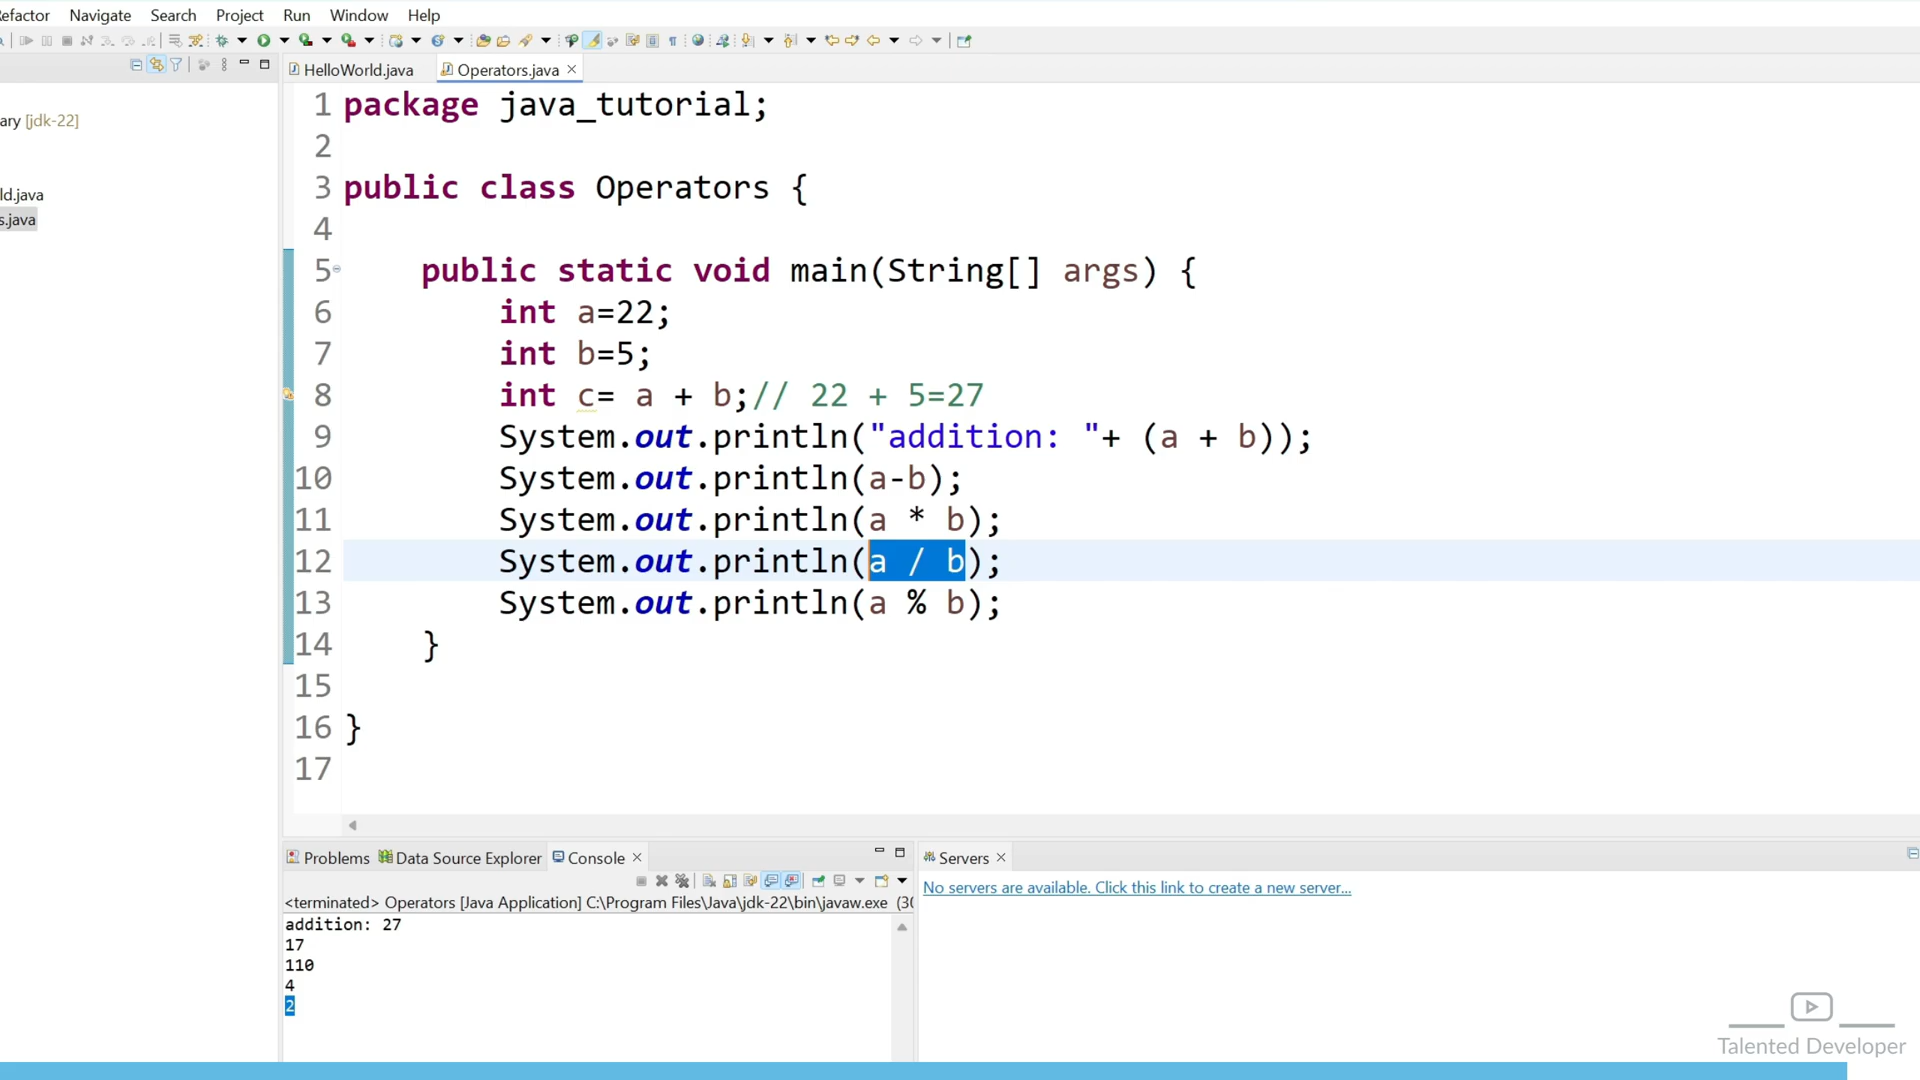 efactor Navigate Search Project Run Window Help
HelloWorld.java Operators.java
ary [jdk-22]
ld.java
s.java
1 package java_tutorial;
2
3 public class Operators {
4
5 public static void main(String[] args) {
6 int a=22;
7 int b=5;
8 int c= a + b;// 22 + 5=27
9 System.out.println("addition: "+ (a + b));
10 System.out.println(a-b);
11 System.out.println(a * b);
12 System.out.println(a / b);
13 System.out.println(a % b);
14 }
15
16 }
17
Problems Data Source Explorer Console
<terminated> Operators [Java Application] C:\Program Files\Java\jdk-22\bin\javaw.exe (30
addition: 27
17
110
4
2
Servers
No servers are available. Click this link to create a new server...
Talented Developer